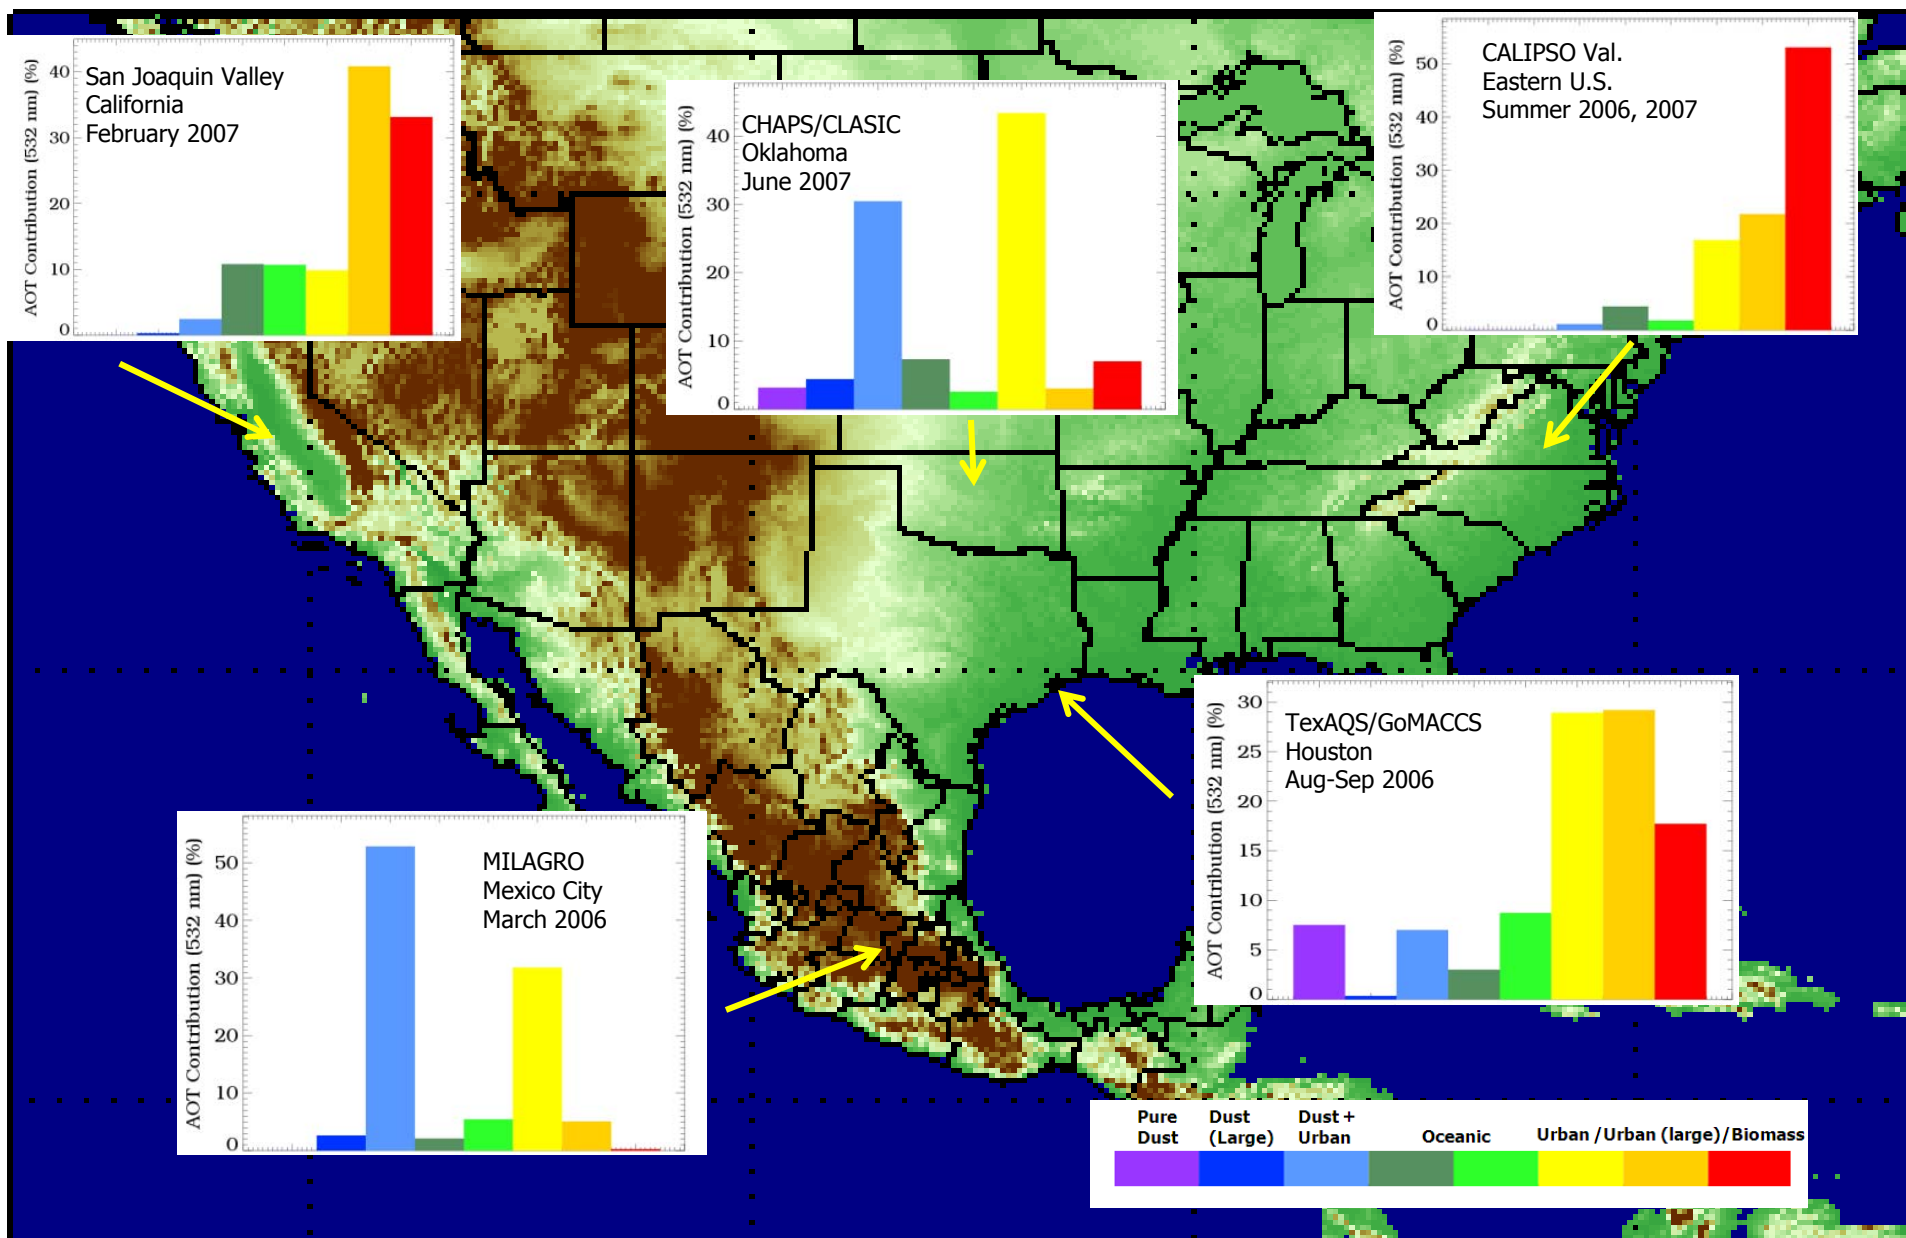 AOT Contribution (532 nm) (%)
40
30
20
10
0
San Joaquin Valley
California
February 2007
AOT Contribution (532 nm) (%)
40
30
20
10
0
CHAPS/CLASIC
Oklahoma
June 2007
AOT Contribution (532 nm) (%)
50
40
30
20
10
0
CALIPSO Val.
Eastern U.S.
Summer 2006, 2007
AOT Contribution (532 nm) (%)
50
40
30
20
10
0
MILAGRO
Mexico City
March 2006
AOT Contribution (532 nm) (%)
30
25
20
15
10
5
0
TexAQS/GoMACCS
Houston
Aug-Sep 2006
Pure
Dust
Dust
(Large)
Dust +
Urban
Oceanic
Urban /Urban (large)/Biomass